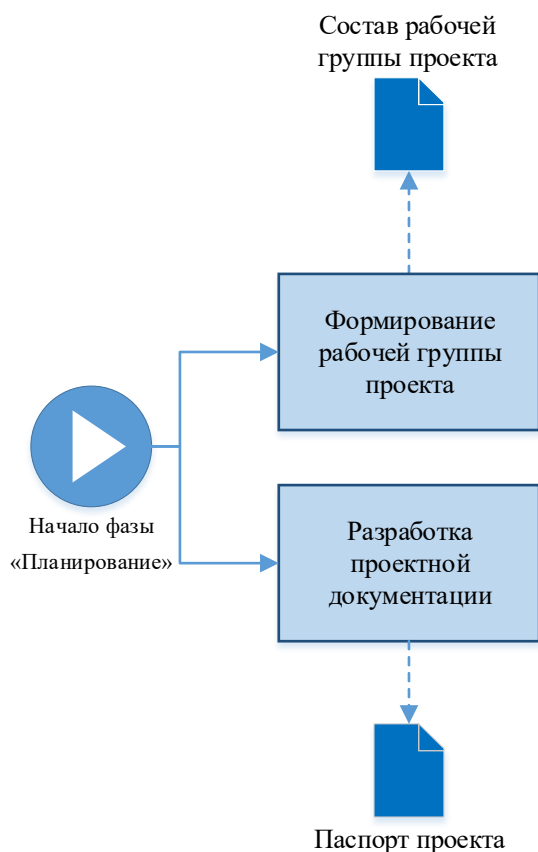 Состав рабочей
группы проекта
Формирование
рабочей группы
проекта
Начало фазы
«Планирование»
Разработка
проектной
документации
Паспорт проекта